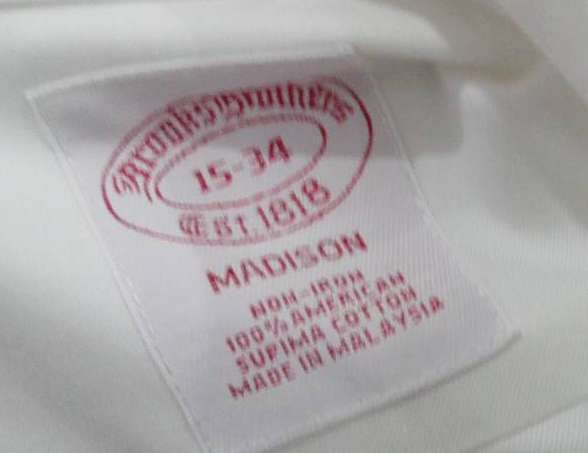 Brooks Brothers
15-34
Est. 1818
MADISON
NON-IRON
100% AMERICAN
SUPIMA COTTON
MADE IN MALAYSIA